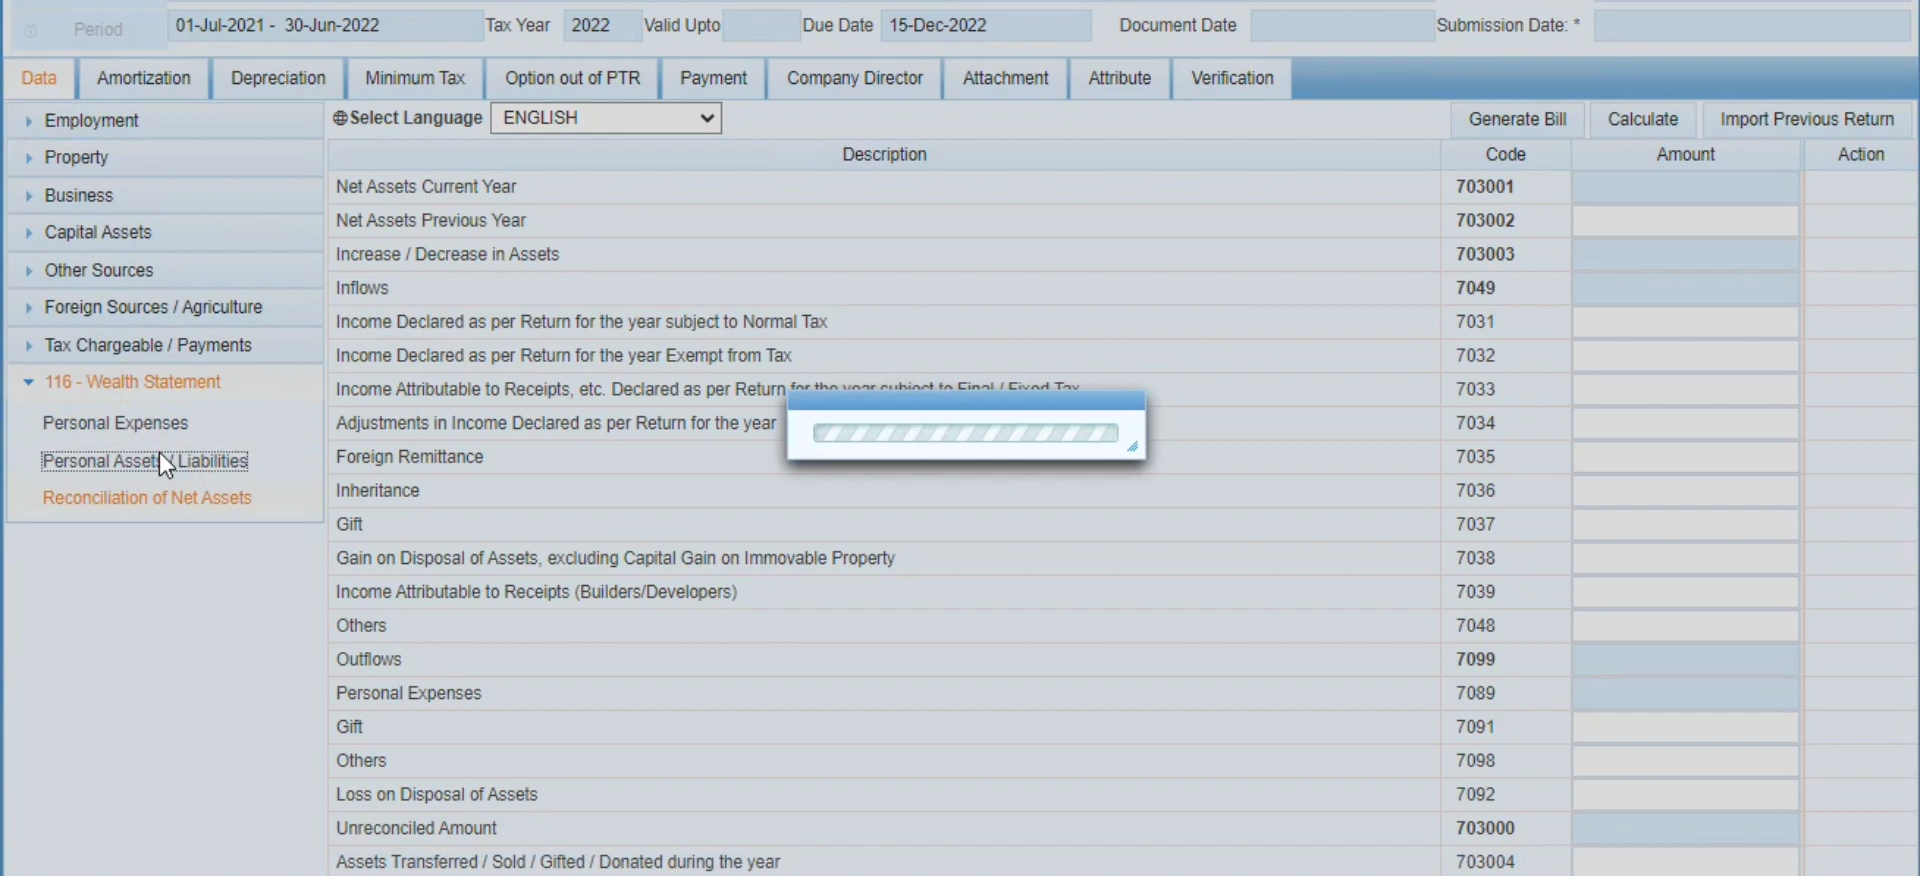 Period 01-Jul-2021 - 30-Jun-2022 Tax Year 2022 Valid Upto Due Date 15-Dec-2022 Document Date Submission Date: *
Data Amortization Depreciation Minimum Tax Option out of PTR Payment Company Director Attachment Attribute Verification
Employment
Property
Business
Capital Assets
Other Sources
Foreign Sources / Agriculture
Tax Chargeable / Payments
116 - Wealth Statement
Personal Expenses
Personal Assets / Liabilities
Reconciliation of Net Assets
Select Language ENGLISH Generate Bill Calculate Import Previous Return
Description Code Amount Action
Net Assets Current Year 703001
Net Assets Previous Year 703002
Increase / Decrease in Assets 703003
Inflows 7049
Income Declared as per Return for the year subject to Normal Tax 7031
Income Declared as per Return for the year Exempt from Tax 7032
Income Attributable to Receipts, etc. Declared as per Return for the year subject to Final / Fixed Tax 7033
Adjustments in Income Declared as per Return for the year 7034
Foreign Remittance 7035
Inheritance 7036
Gift 7037
Gain on Disposal of Assets, excluding Capital Gain on Immovable Property 7038
Income Attributable to Receipts (Builders/Developers) 7039
Others 7048
Outflows 7099
Personal Expenses 7089
Gift 7091
Others 7098
Loss on Disposal of Assets 7092
Unreconciled Amount 703000
Assets Transferred / Sold / Gifted / Donated during the year 703004